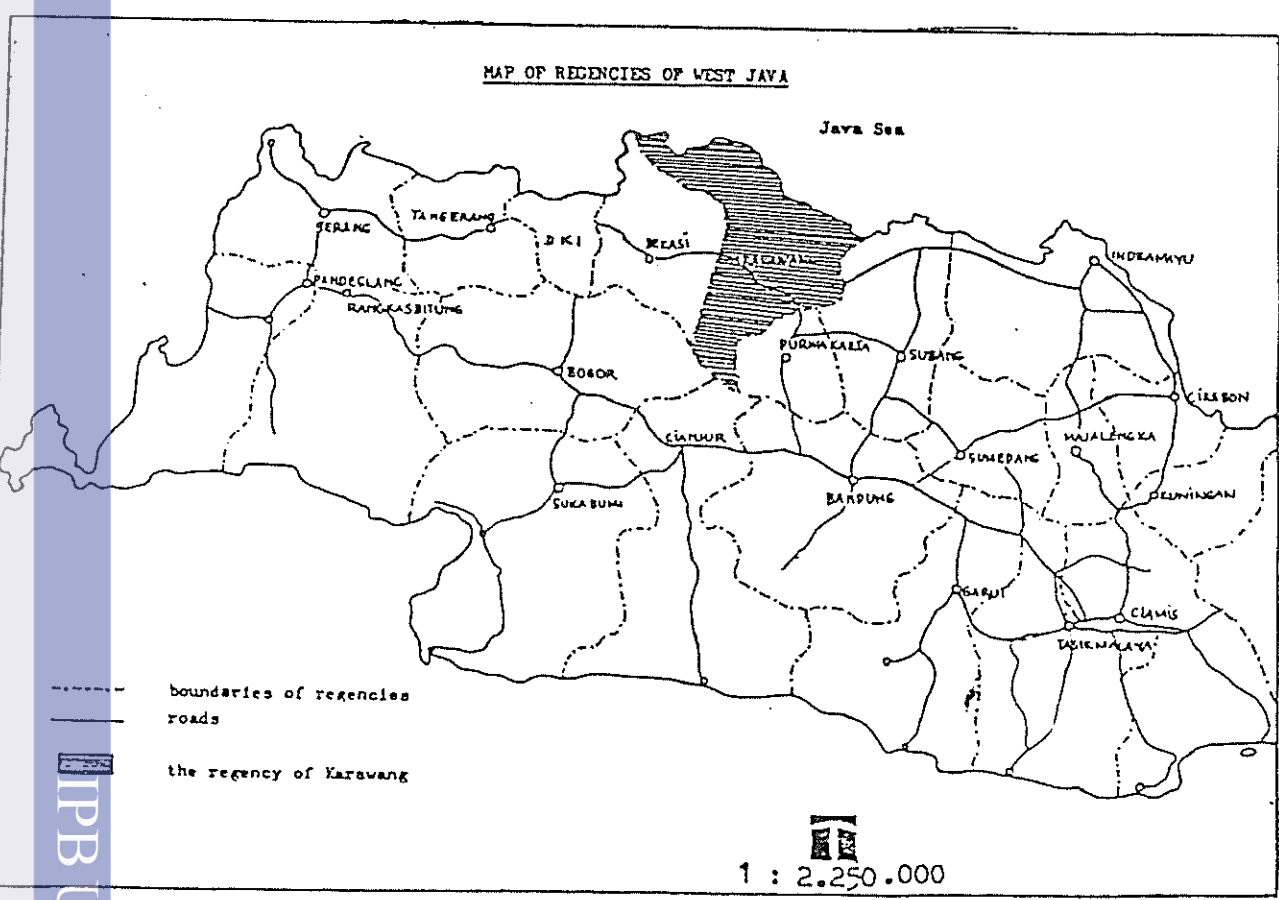 MAP OF REGENCIES OF WEST JAVA
Java Sea
SERANG
TANGERANG
DKI
BEKASI
KARAWANG
INDRAMAYU
PANDEGLANG
RANGKASBITUNG
PURWAKARTA
SUBANG
BOGOR
CIREBON
CIANJUR
MAJALENGKA
SUMEDANG
BANDUNG
KUNINGAN
SUKABUMI
GARUT
CIAMIS
TASIKMALAYA
boundaries of regencies
roads
the regency of Karawang
1 : 2.250.000
IPB U